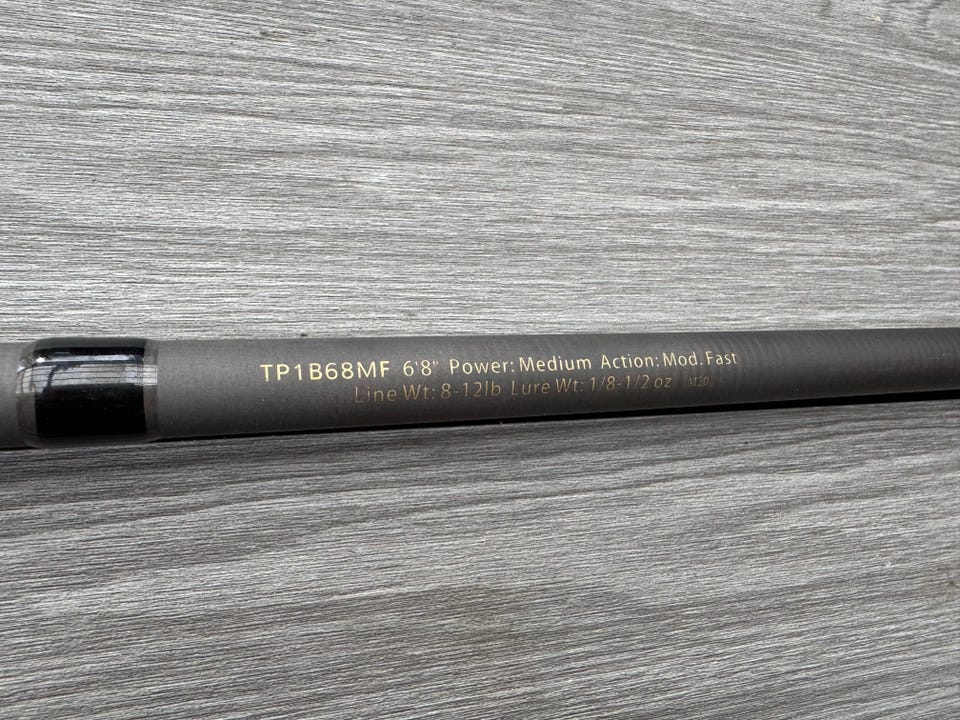 TP1B68MF 6'8" Power: Medium Action: Mod. Fast
Line Wt: 8-12lb Lure Wt: 1/8-1/2 oz M20